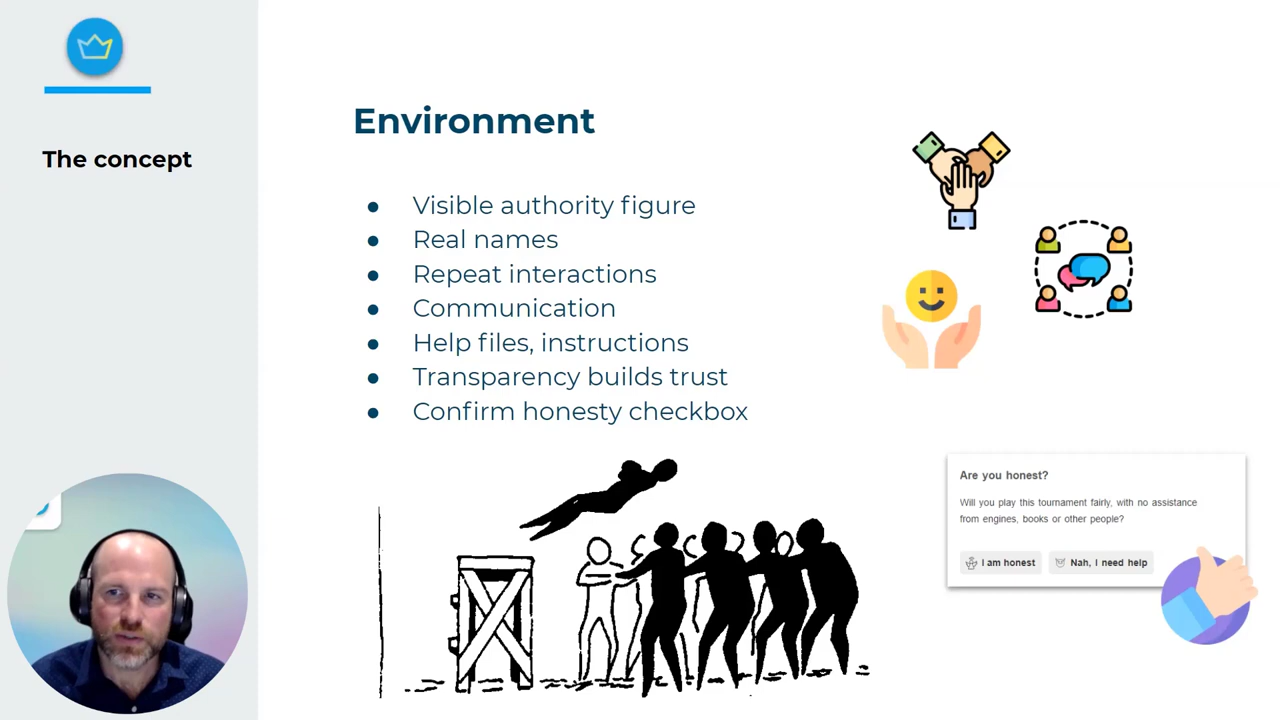 The concept
Environment
● Visible authority figure
● Real names
● Repeat interactions
● Communication
● Help files, instructions
● Transparency builds trust
● Confirm honesty checkbox
Are you honest?
Will you play this tournament fairly, with no assistance
from engines, books or other people?
I am honest
Nah, I need help